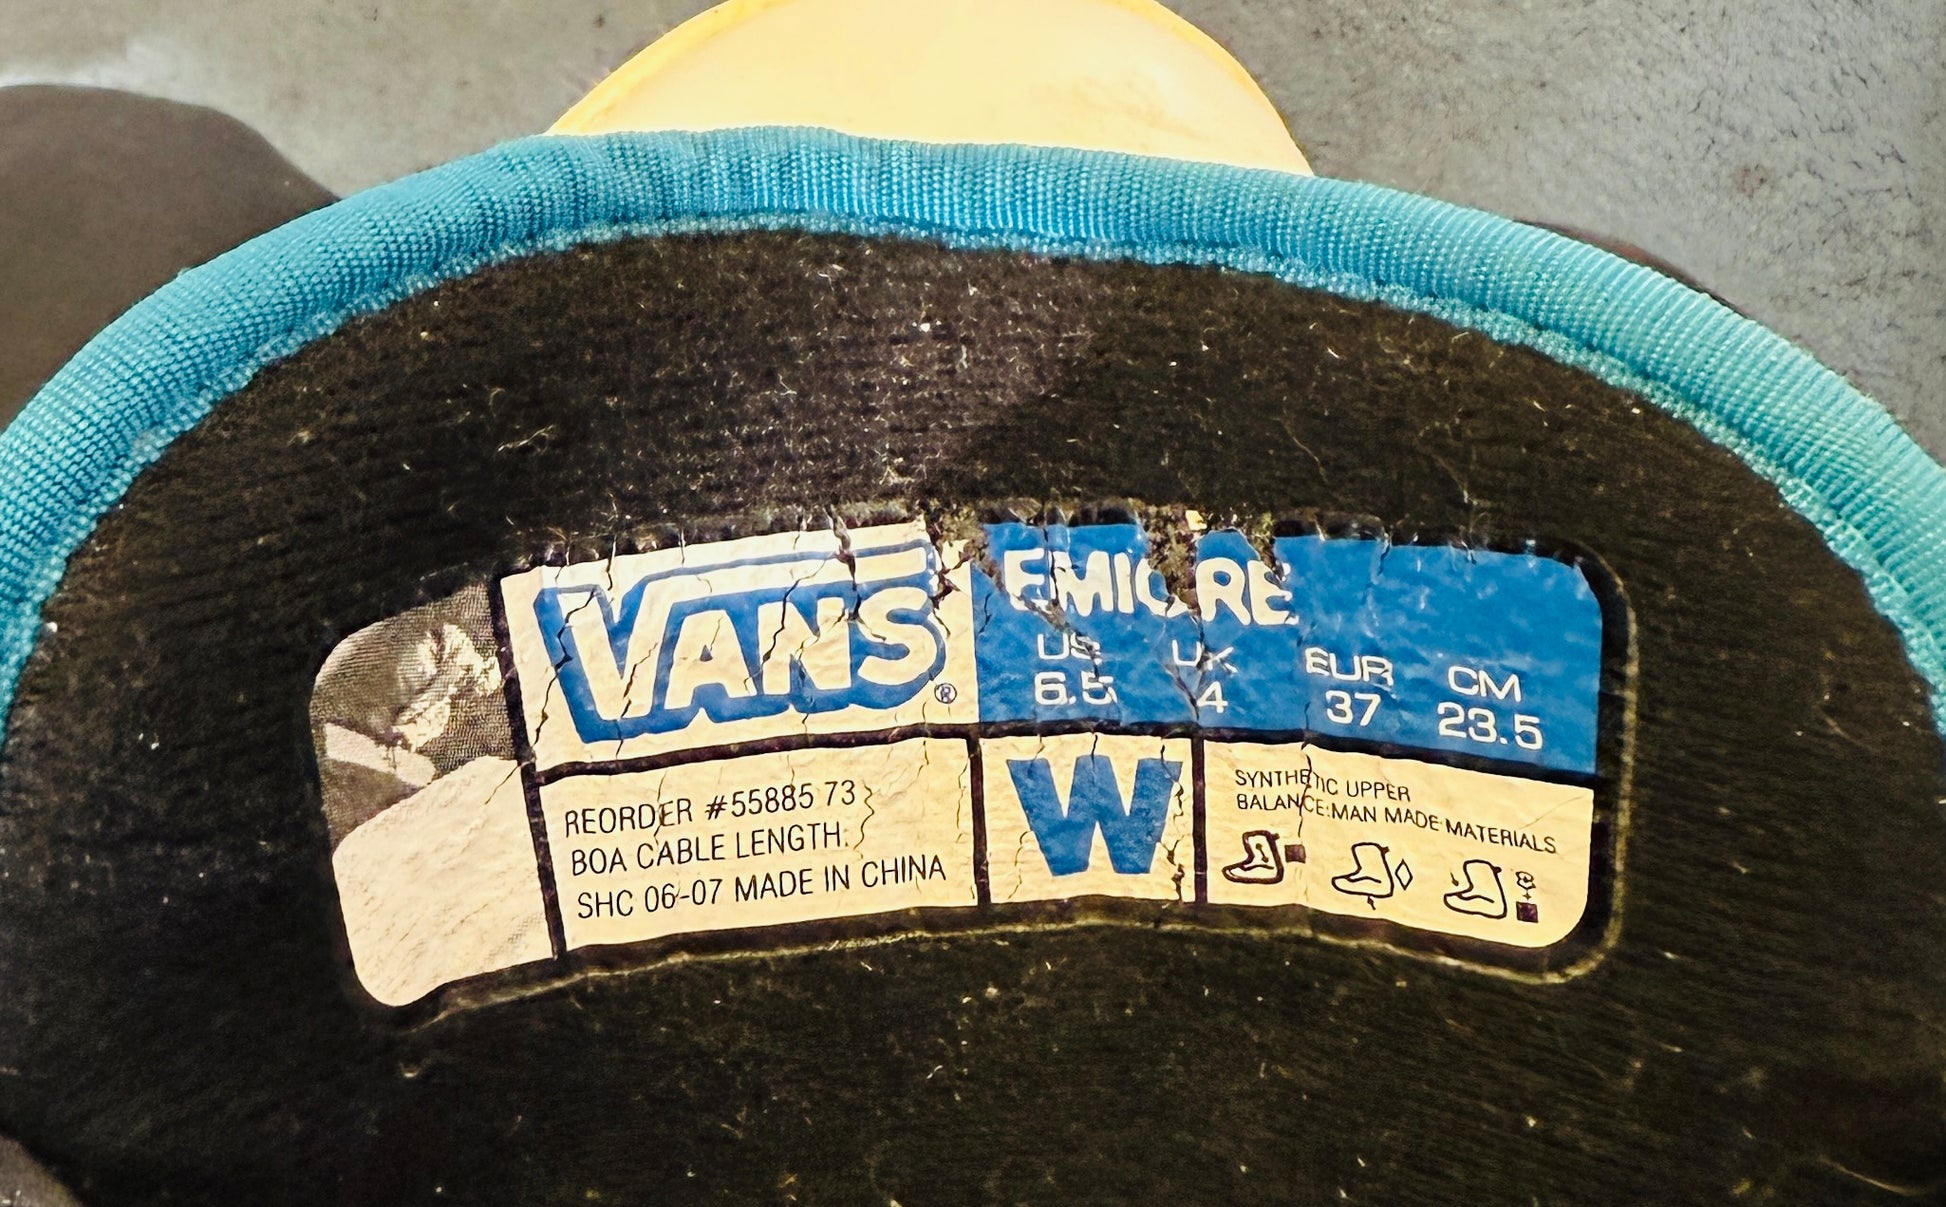 VANS®
EMIGRE
US UK EUR CM
6.5 4 37 23.5
REORDER #55885 73
BOA CABLE LENGTH:
SHC 06-07 MADE IN CHINA
W
SYNTHETIC UPPER
BALANCE:MAN MADE MATERIALS